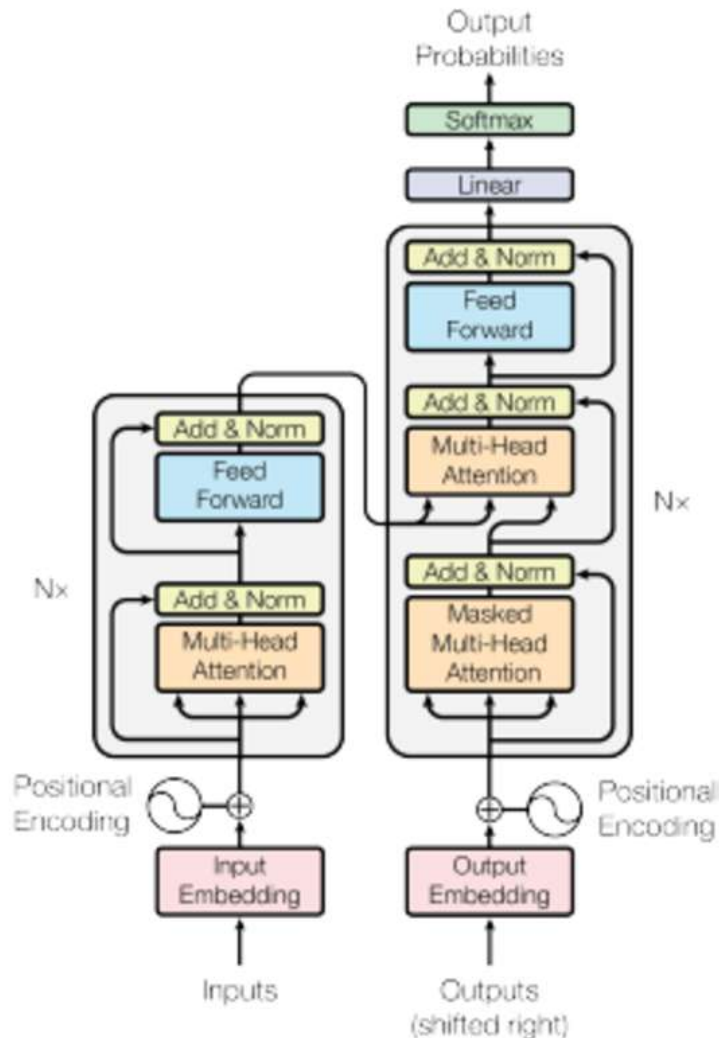 Output
Probabilities
Softmax
Linear
Add & Norm
Feed
Forward
Add & Norm
Multi-Head
Attention
Add & Norm
Masked
Multi-Head
Attention
Nx
Add & Norm
Feed
Forward
Add & Norm
Multi-Head
Attention
Nx
Positional
Encoding
Positional
Encoding
Input
Embedding
Output
Embedding
Inputs
Outputs
(shifted right)